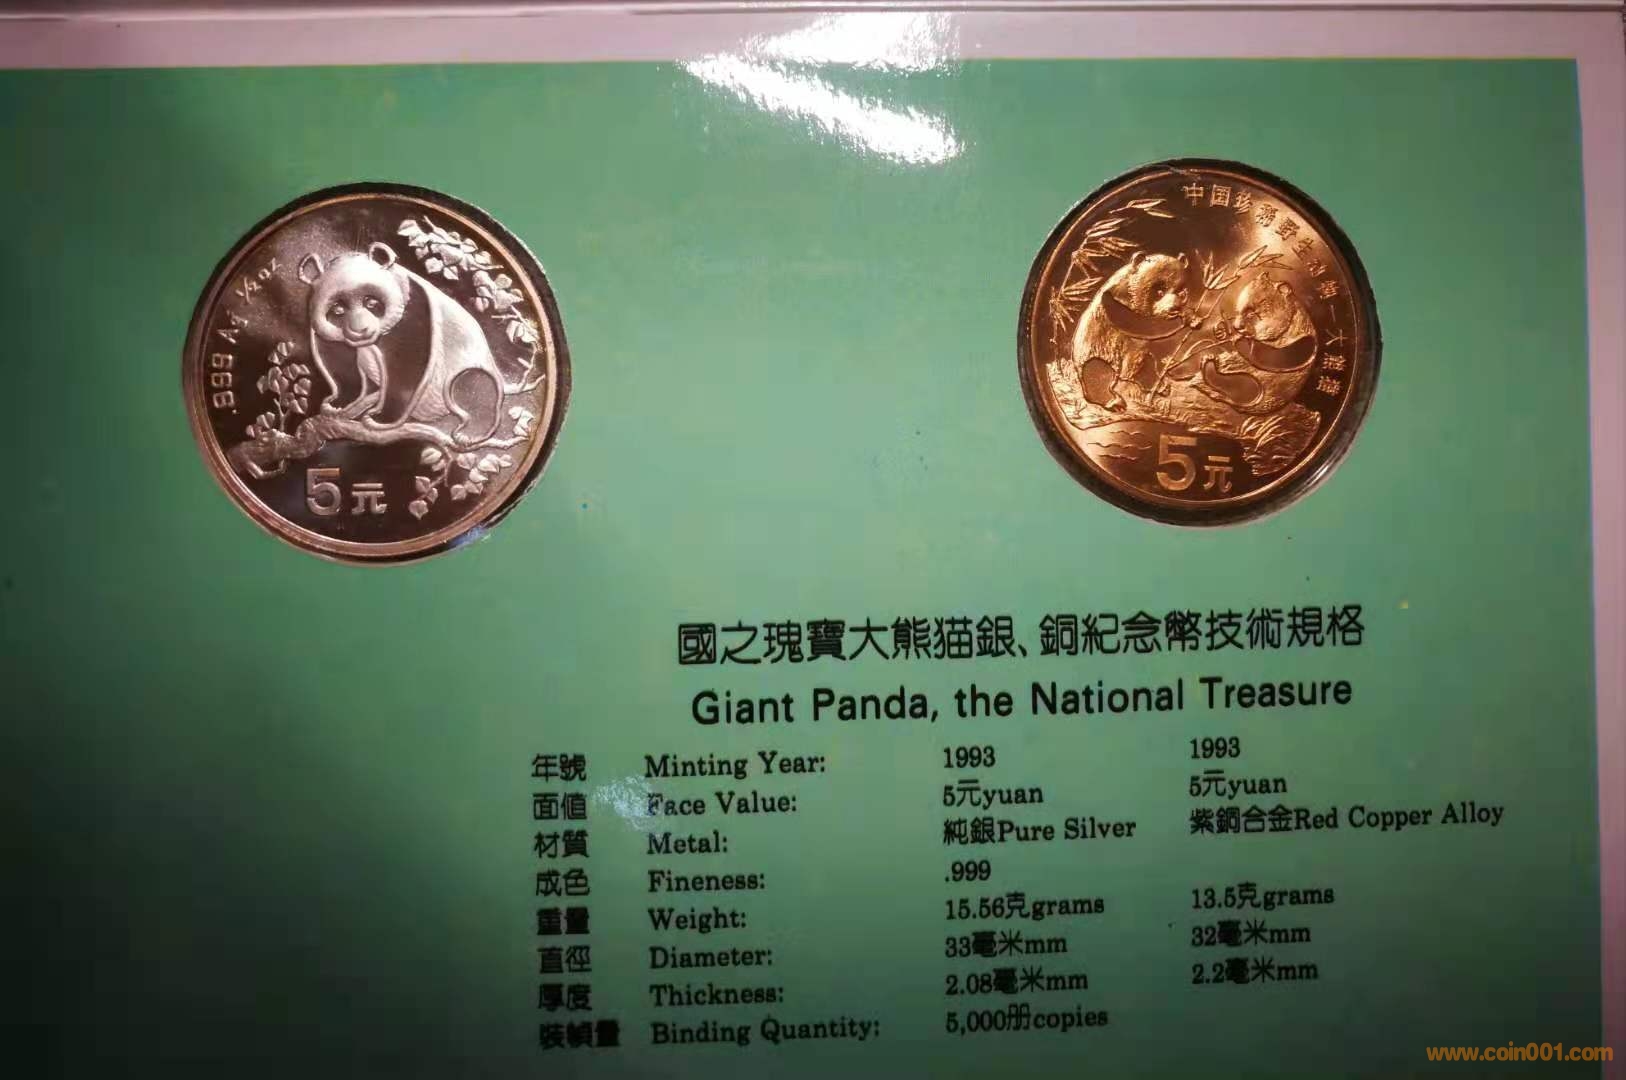 .999 Ag 1/2 oz
5元
中国珍稀野生动物—大熊猫
5元
國之瑰寶大熊猫銀、銅紀念幣技術規格
Giant Panda, the National Treasure
年號 Minting Year: 1993 1993
面値 Face Value: 5元yuan 5元yuan
材質 Metal: 純銀Pure Silver 紫銅合金Red Copper Alloy
成色 Fineness: .999
重量 Weight: 15.56克grams 13.5克grams
直徑 Diameter: 33毫米mm 32毫米mm
厚度 Thickness: 2.08毫米mm 2.2毫米mm
裝幀量 Binding Quantity: 5,000册copies
www.coin001.com